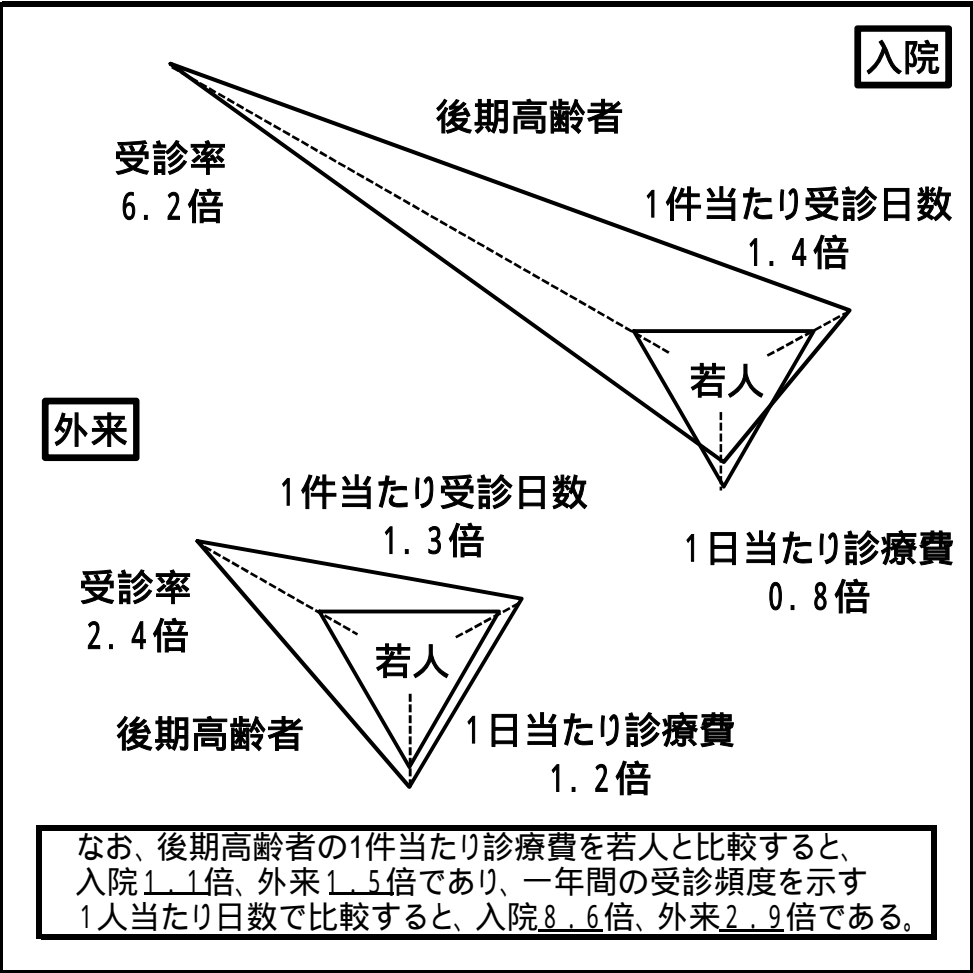 入院
後期高齢者
受診率
6.2倍
1件当たり受診日数
1.4倍
若人
外来
1件当たり受診日数
1.3倍
1日当たり診療費
0.8倍
受診率
2.4倍
若人
後期高齢者
1日当たり診療費
1.2倍
なお、後期高齢者の1件当たり診療費を若人と比較すると、
入院1.1倍、外来1.5倍であり、一年間の受診頻度を示す
1人当たり日数で比較すると、入院8.6倍、外来2.9倍である。